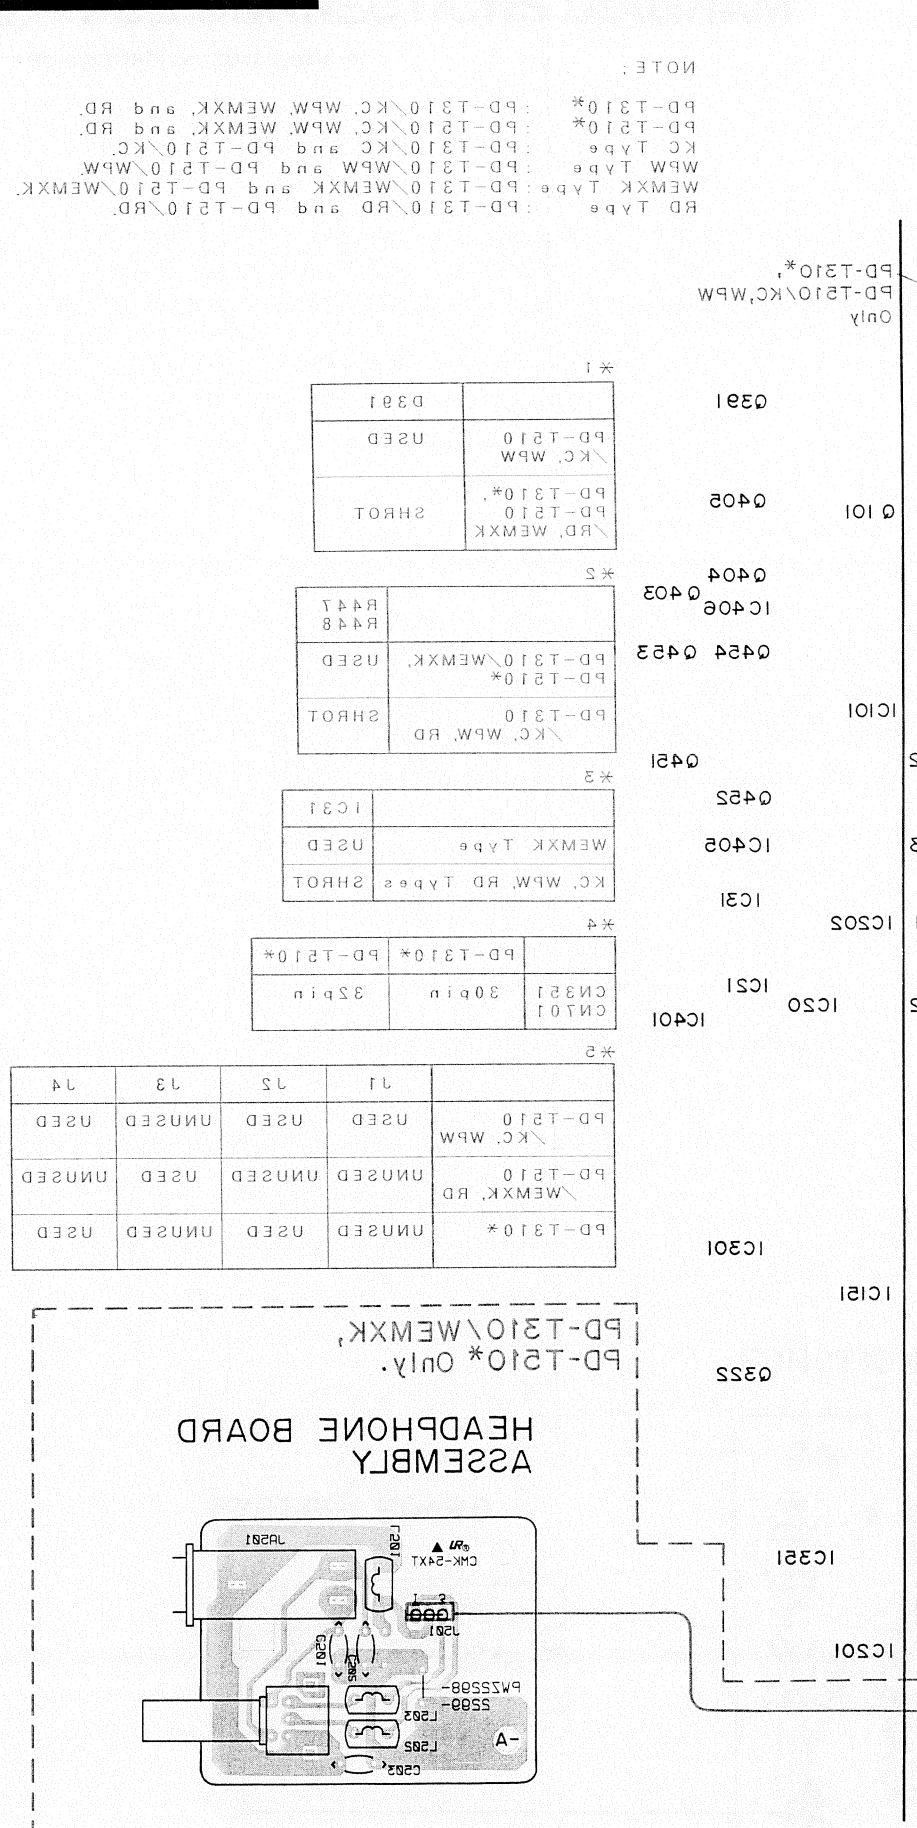 NOTE;
PD-T310* : PD-T310/KC, WPW, WEMXK, and RD.
PD-T510* : PD-T510/KC, WPW, WEMXK, and RD.
KC Type : PD-T310/KC and PD-T510/KC.
WPW Type : PD-T310/WPW and PD-T510/WPW.
WEMXK Type : PD-T310/WEMXK and PD-T510/WEMXK.
RD Type : PD-T310/RD and PD-T510/RD.
PD-T310*,
PD-T510/KC,WPW
Only
*1
D391
PD-T510
/KC, WPW
USED
PD-T310*,
PD-T510
/RD, WEMXK
SHROT
*2
R447
R448
PD-T310/WEMXK,
PD-T510*
USED
PD-T310
/KC, WPW, RD
SHROT
*3
IC31
WEMXK Type USED
KC, WPW, RD Types SHROT
*4
PD-T310* PD-T510*
CN351
CN701
30pin 32pin
*5
J1 J2 J3 J4
PD-T510
/KC, WPW
USED USED UNUSED USED
PD-T510
/WEMXK, RD
UNUSED UNUSED USED UNUSED
PD-T310* UNUSED USED UNUSED USED
Q391
Q405
Q101
Q404
Q403
IC406
Q454 Q453
IC101
Q451
Q452
IC405
IC31
IC202
IC21
IC20
IC401
IC301
IC151
Q322
IC351
IC201
PD-T310/WEMXK,
PD-T510* Only.
HEADPHONE BOARD
ASSEMBLY
JA501
L501
CMK-54XT
1 3
J501
C501
C502
PWZ2298-
2299-
L503
L502
C503
-A